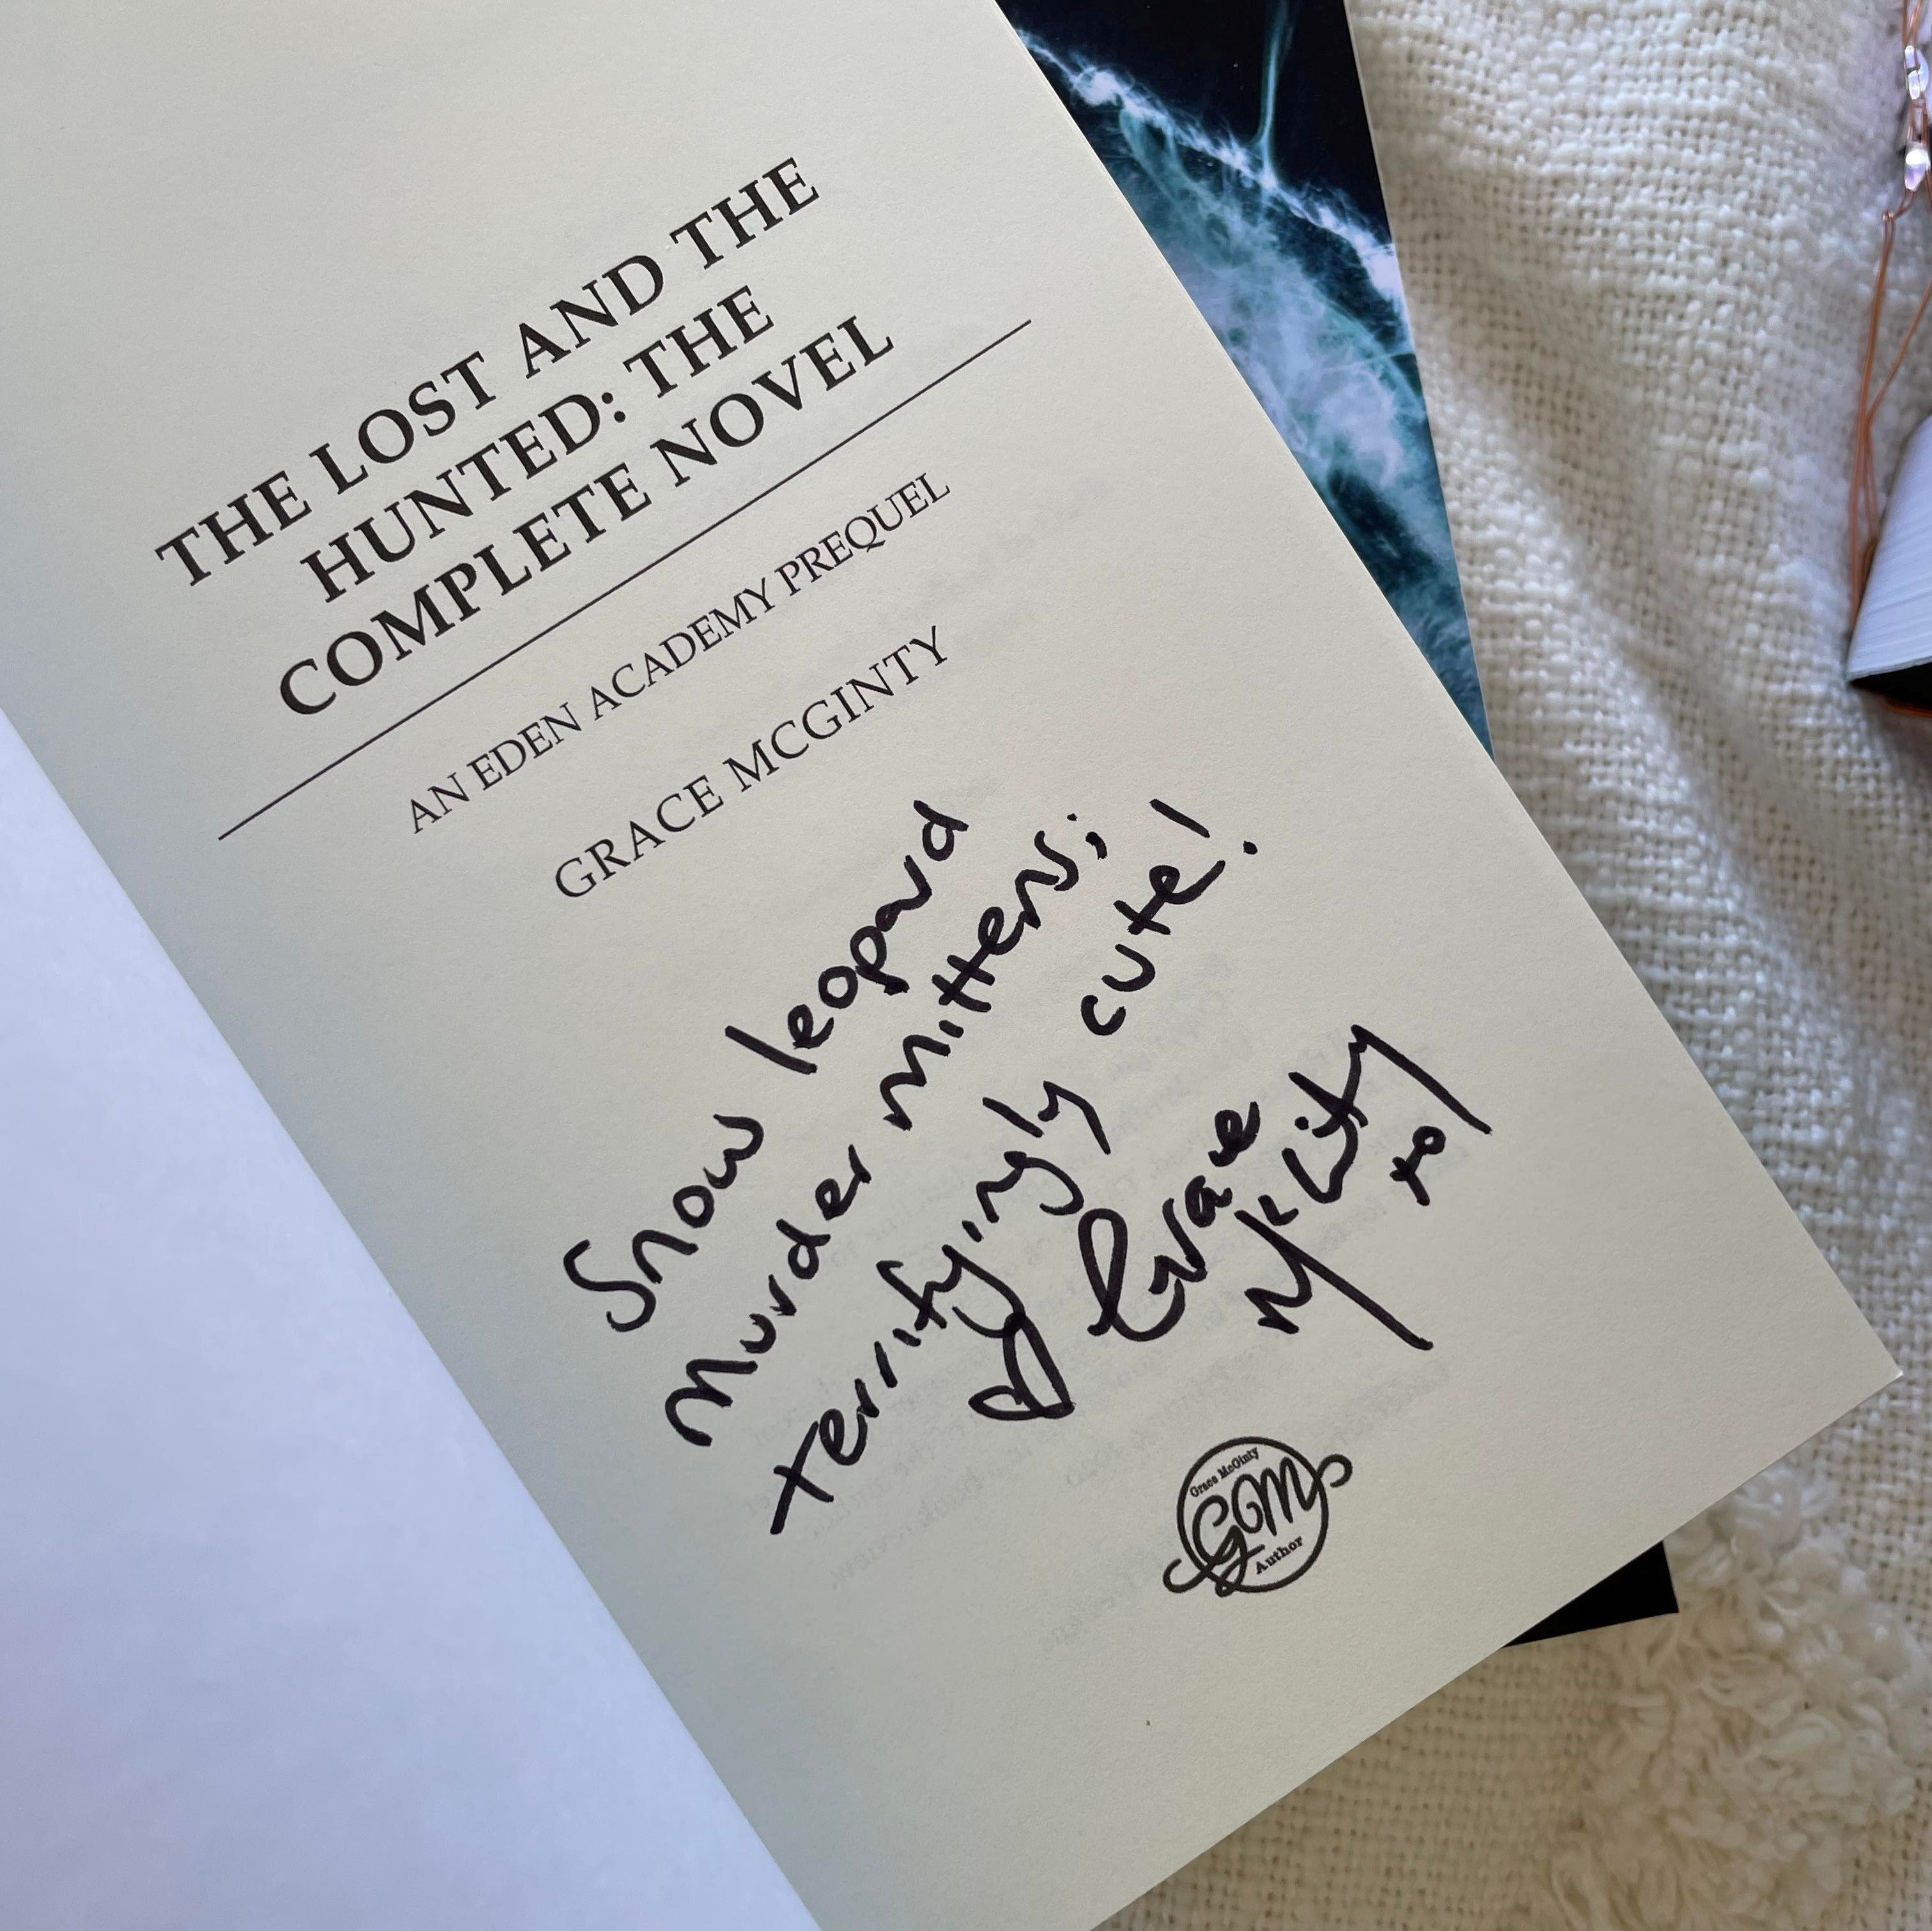 THE LOST AND THE
HUNTED: THE
COMPLETE NOVEL
AN EDEN ACADEMY PREQUEL
GRACE MCGINTY
Snow leopard
Murder mittens;
terrifyingly cute!
Grace
McGinty
xo
Grace McGinty
GM
Author